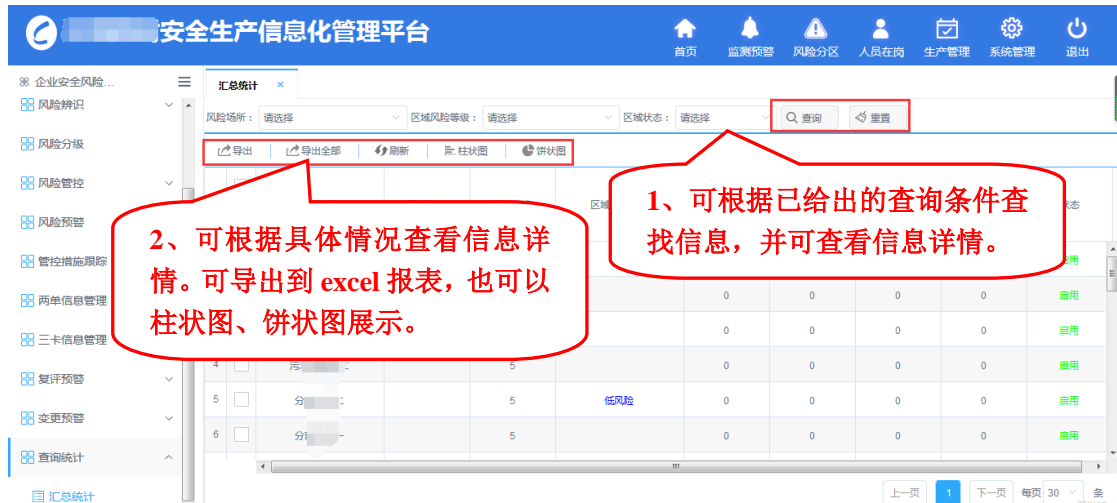 安全生产信息化管理平台
首页 监测预警 风险分区 人员在岗 生产管理 系统管理 退出
企业安全风险...
汇总统计 ×
风险辨识
风险场所： 请选择 区域风险等级： 请选择 区域状态： 请选择 查询 重置
风险分级
导出 导出全部 刷新 柱状图 饼状图
风险管控
风险预警
管控措施跟踪
两单信息管理
三卡信息管理
复评预警
变更预警
查询统计
汇总统计
1、可根据已给出的查询条件查
找信息，并可查看信息详情。
2、可根据具体情况查看信息详
情。可导出到 excel 报表，也可以
柱状图、饼状图展示。
0 0 0 0 启用
0 0 0 0 启用
4 5 0 0 0 0 启用
5 分 5 低风险 0 0 0 0 启用
6 分 5 0 0 0 0 启用
上一页 1 下一页 每页 30 条